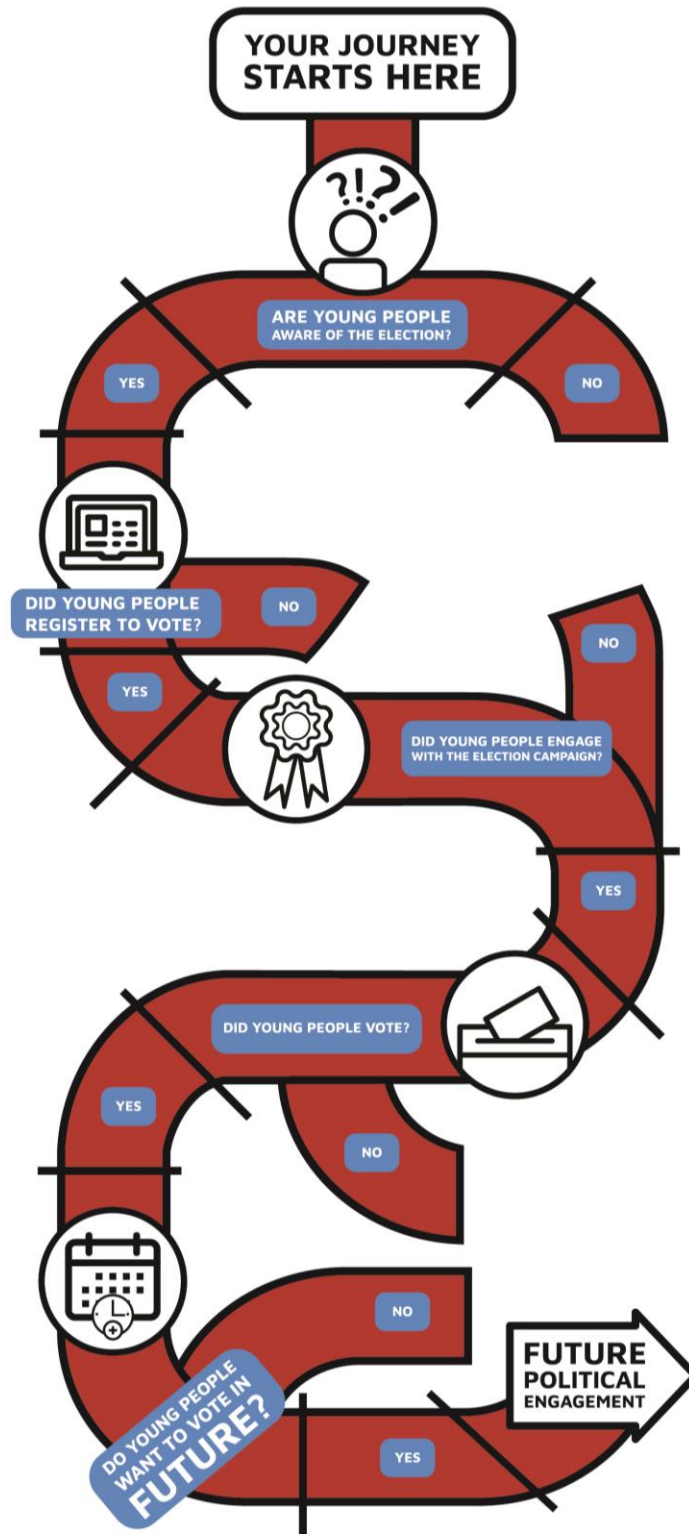 YOUR JOURNEY
STARTS HERE
?!?!
ARE YOUNG PEOPLE
AWARE OF THE ELECTION?
YES
NO
DID YOUNG PEOPLE
REGISTER TO VOTE?
NO
YES
NO
DID YOUNG PEOPLE ENGAGE
WITH THE ELECTION CAMPAIGN?
YES
DID YOUNG PEOPLE VOTE?
YES
NO
NO
DO YOUNG PEOPLE
WANT TO VOTE IN
FUTURE?
YES
FUTURE
POLITICAL
ENGAGEMENT